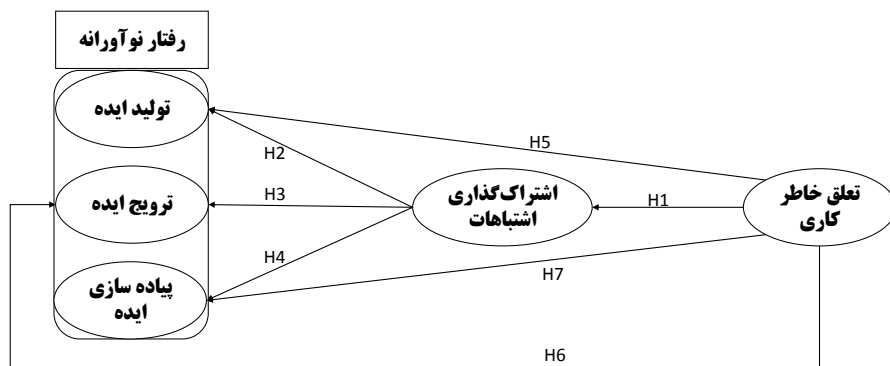 رفتار نوآورانه
تولید ایده
H5
H2
ترویج ایده
H3
اشتراک‌گذاری
اشتباهات
H1
تعلق خاطر
کاری
H4
پیاده سازی
ایده
H7
H6